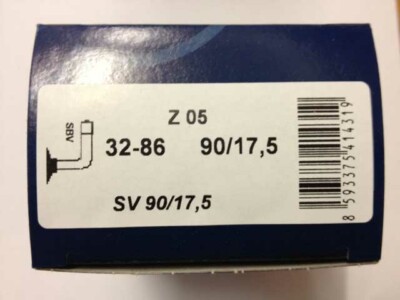 Z 05
SBV
32-86 90/17,5
SV 90/17,5
8 593375 414319